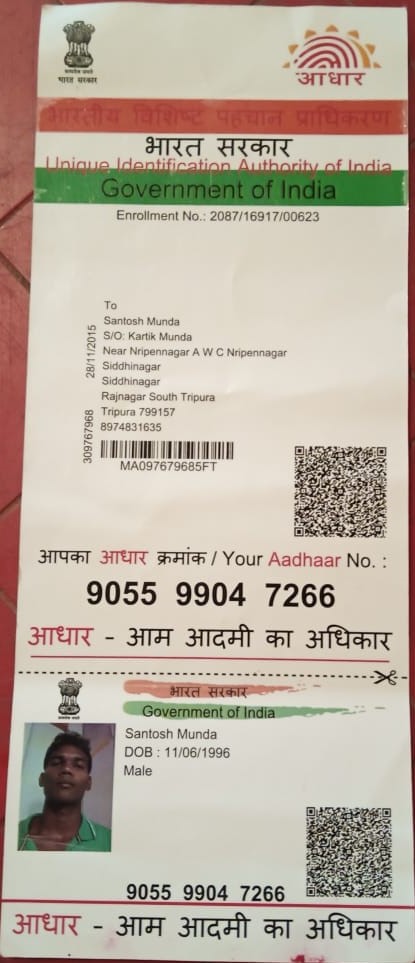 सत्यमेव जयते
भारत सरकार
आधार
भारतीय विशिष्ट पहचान प्राधिकरण
भारत सरकार
Unique Identification Authority of India
Government of India
Enrollment No.: 2087/16917/00623
To
Santosh Munda
S/O: Kartik Munda
Near Nripennagar A W C Nripennagar
Siddhinagar
Siddhinagar
Rajnagar South Tripura
Tripura 799157
8974831635
28/11/2015
309767968
MA097679685FT
आपका आधार क्रमांक / Your Aadhaar No. :
9055 9904 7266
आधार - आम आदमी का अधिकार
भारत सरकार
Government of India
Santosh Munda
DOB : 11/06/1996
Male
9055 9904 7266
आधार - आम आदमी का अधिकार